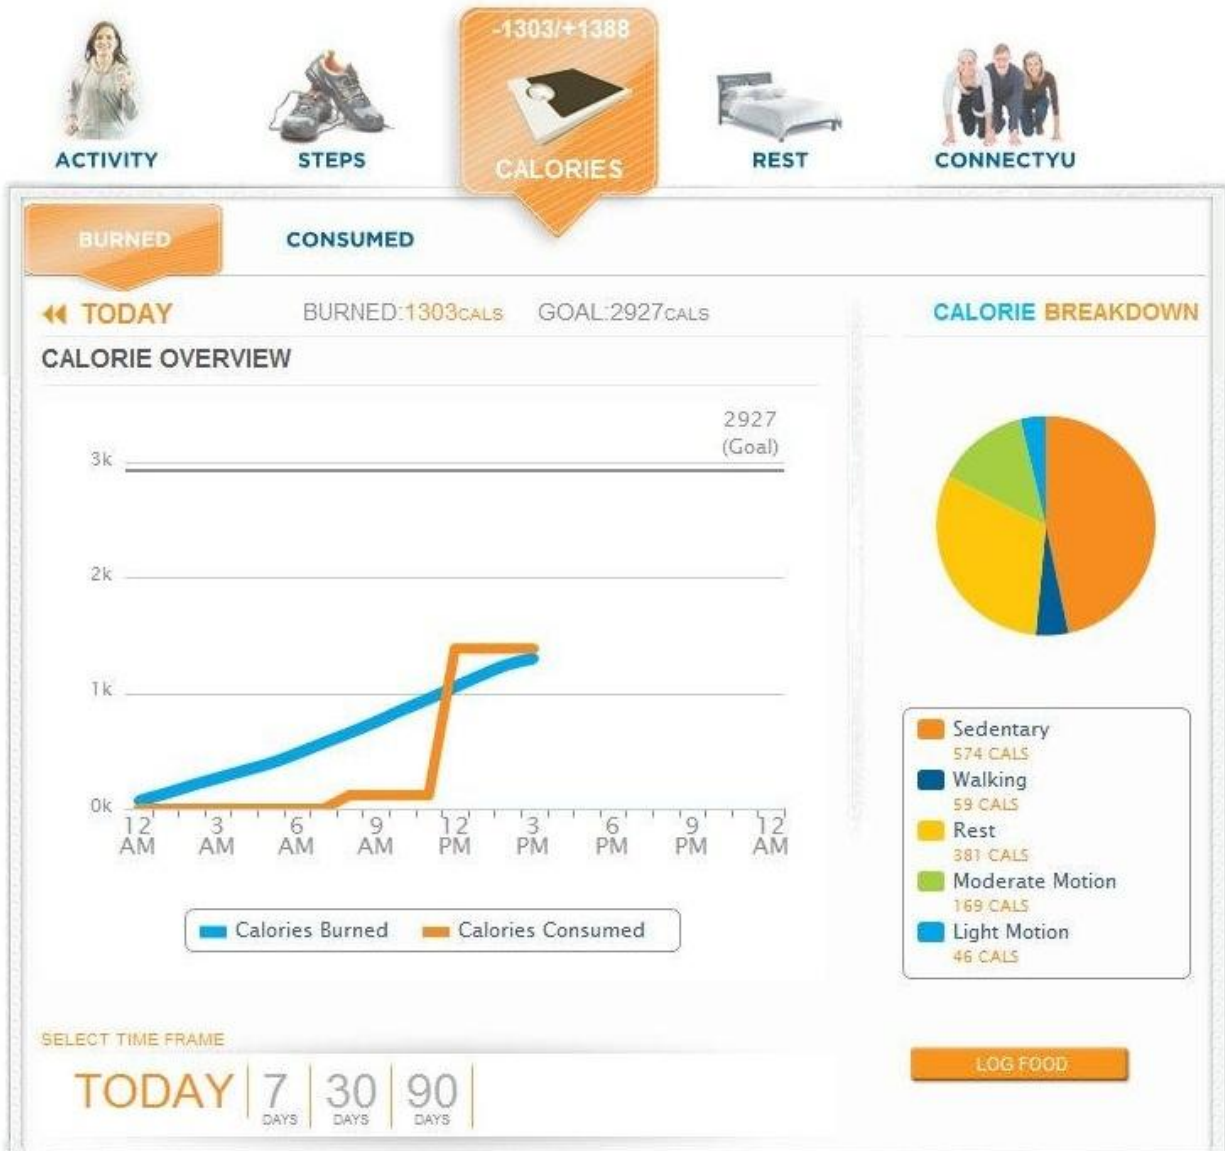 -1303/+1388
ACTIVITY
STEPS
CALORIES
REST
CONNECTYU
BURNED
CONSUMED
TODAY
BURNED:1303CALS
GOAL:2927CALS
CALORIE BREAKDOWN
CALORIE OVERVIEW
2927
(Goal)
3k
2k
1k
0k
12 AM
3 AM
6 AM
9 AM
12 PM
3 PM
6 PM
9 PM
12 AM
Calories Burned
Calories Consumed
Sedentary
574 CALS
Walking
59 CALS
Rest
381 CALS
Moderate Motion
169 CALS
Light Motion
46 CALS
SELECT TIME FRAME
TODAY
7 DAYS
30 DAYS
90 DAYS
LOG FOOD